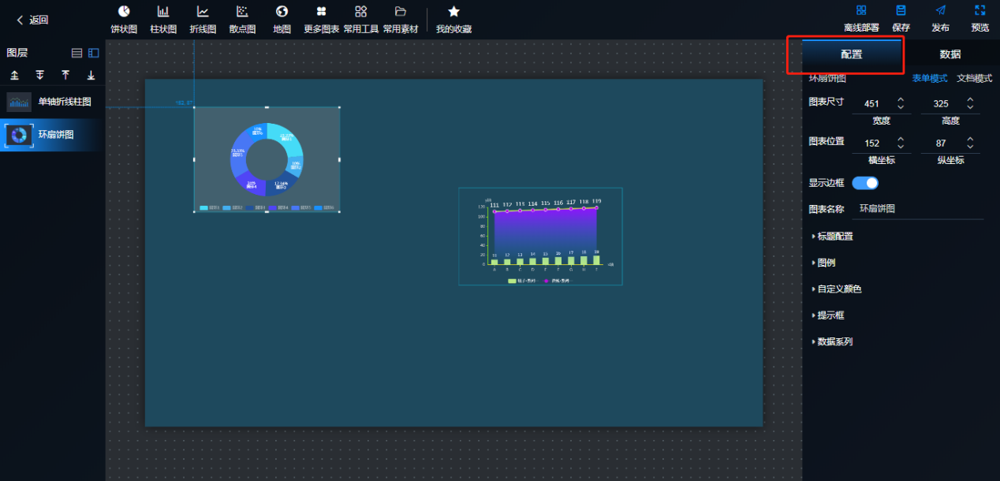 返回
饼状图 柱状图 折线图 散点图 地图 更多图表 常用工具 常用素材 我的收藏
离线部署 保存 发布 预览
图层
单轴折线柱图
环扇饼图
152,87
111 112 113 114 115 116 117 118 119
120
100
80
60
40
20
0
11 12 13 14 15 16 17 18 19
A B C D E F G H I
配置 数据
环扇饼图 表单模式 文档模式
图表尺寸 451 325
宽度 高度
图表位置 152 87
横坐标 纵坐标
显示边框
图表名称 环扇饼图
标题配置
图例
自定义颜色
提示框
数据系列